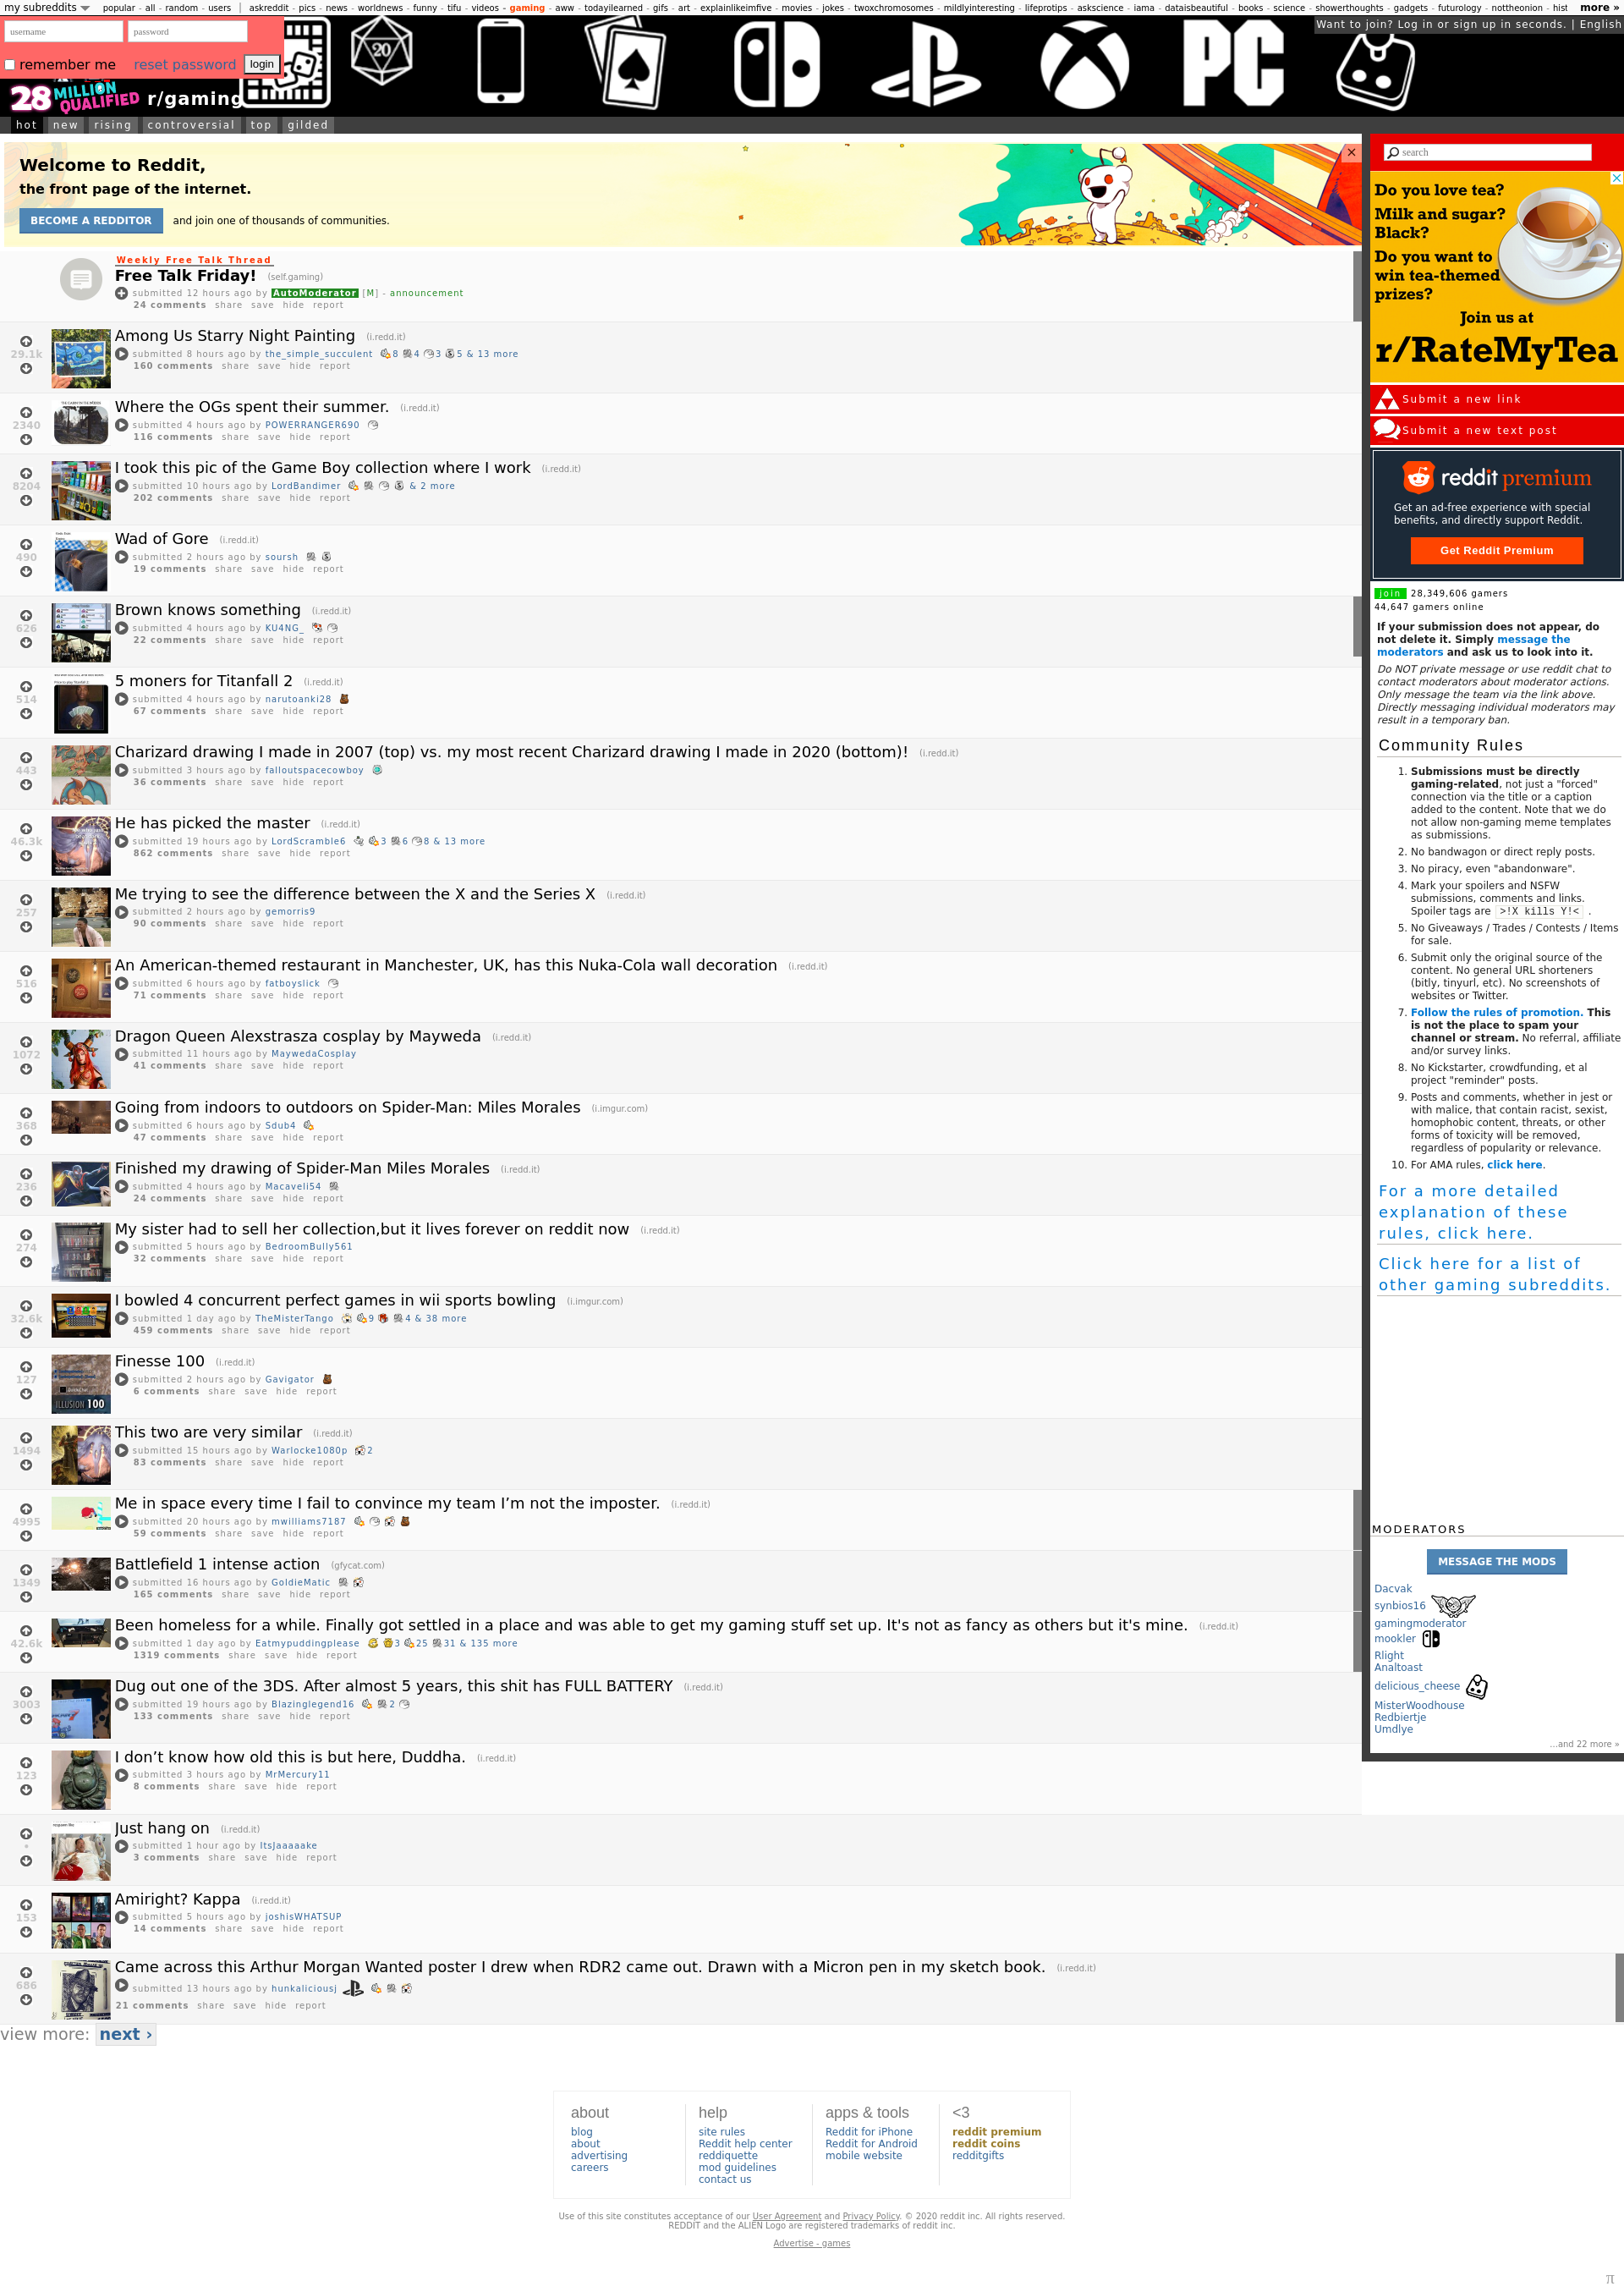 my subreddits
popular - all - random - users | askreddit - pics - news - worldnews - funny - tifu - videos - gaming - aww - todayilearned - gifs - art - explainlikeimfive - movies - jokes - twoxchromosomes - mildlyinteresting - lifeprotips - askscience - iama - dataisbeautiful - books - science - showerthoughts - gadgets - futurology - nottheonion - hist
more »
username
password
Want to join? Log in or sign up in seconds. | English
remember me
reset password
login
20
PC
28 MILLION QUALIFIED
r/gaming
hot
new
rising
controversial
top
gilded
Welcome to Reddit,
the front page of the internet.
BECOME A REDDITOR
and join one of thousands of communities.
Weekly Free Talk Thread
Free Talk Friday! (self.gaming)
submitted 12 hours ago by AutoModerator [M] - announcement
24 comments share save hide report
Among Us Starry Night Painting (i.redd.it)
29.1k
submitted 8 hours ago by the_simple_succulent 8 4 3 5 & 13 more
160 comments share save hide report
Where the OGs spent their summer. (i.redd.it)
2340
submitted 4 hours ago by POWERRANGER690
116 comments share save hide report
I took this pic of the Game Boy collection where I work (i.redd.it)
8204
submitted 10 hours ago by LordBandimer & 2 more
202 comments share save hide report
Wad of Gore (i.redd.it)
490
submitted 2 hours ago by soursh
19 comments share save hide report
Brown knows something (i.redd.it)
626
submitted 4 hours ago by KU4NG_
22 comments share save hide report
5 moners for Titanfall 2 (i.redd.it)
514
submitted 4 hours ago by narutoanki28
67 comments share save hide report
Charizard drawing I made in 2007 (top) vs. my most recent Charizard drawing I made in 2020 (bottom)! (i.redd.it)
443
submitted 3 hours ago by falloutspacecowboy
36 comments share save hide report
He has picked the master (i.redd.it)
46.3k
submitted 19 hours ago by LordScramble6 3 6 8 & 13 more
862 comments share save hide report
Me trying to see the difference between the X and the Series X (i.redd.it)
257
submitted 2 hours ago by gemorris9
90 comments share save hide report
An American-themed restaurant in Manchester, UK, has this Nuka-Cola wall decoration (i.redd.it)
516
submitted 6 hours ago by fatboyslick
71 comments share save hide report
Dragon Queen Alexstrasza cosplay by Mayweda (i.redd.it)
1072
submitted 11 hours ago by MaywedaCosplay
41 comments share save hide report
Going from indoors to outdoors on Spider-Man: Miles Morales (i.imgur.com)
368
submitted 6 hours ago by Sdub4
47 comments share save hide report
Finished my drawing of Spider-Man Miles Morales (i.redd.it)
236
submitted 4 hours ago by Macaveli54
24 comments share save hide report
My sister had to sell her collection,but it lives forever on reddit now (i.redd.it)
274
submitted 5 hours ago by BedroomBully561
32 comments share save hide report
I bowled 4 concurrent perfect games in wii sports bowling (i.imgur.com)
32.6k
submitted 1 day ago by TheMisterTango 9 4 & 38 more
459 comments share save hide report
Finesse 100 (i.redd.it)
127
submitted 2 hours ago by Gavigator
6 comments share save hide report
ILLUSION 100
This two are very similar (i.redd.it)
1494
submitted 15 hours ago by Warlocke1080p 2
83 comments share save hide report
Me in space every time I fail to convince my team I’m not the imposter. (i.redd.it)
4995
submitted 20 hours ago by mwilliams7187
59 comments share save hide report
Battlefield 1 intense action (gfycat.com)
1349
submitted 16 hours ago by GoldieMatic
165 comments share save hide report
Been homeless for a while. Finally got settled in a place and was able to get my gaming stuff set up. It's not as fancy as others but it's mine. (i.redd.it)
42.6k
submitted 1 day ago by Eatmypuddingplease 3 25 31 & 135 more
1319 comments share save hide report
Dug out one of the 3DS. After almost 5 years, this shit has FULL BATTERY (i.redd.it)
3003
submitted 19 hours ago by Blazinglegend16 2
133 comments share save hide report
I don’t know how old this is but here, Duddha. (i.redd.it)
123
submitted 3 hours ago by MrMercury11
8 comments share save hide report
Just hang on (i.redd.it)
•
submitted 1 hour ago by ItsJaaaaake
3 comments share save hide report
Amiright? Kappa (i.redd.it)
153
submitted 5 hours ago by joshisWHATSUP
14 comments share save hide report
Came across this Arthur Morgan Wanted poster I drew when RDR2 came out. Drawn with a Micron pen in my sketch book. (i.redd.it)
686
submitted 13 hours ago by hunkaliciousj
21 comments share save hide report
view more: next ›
search
Do you love tea?
Milk and sugar?
Black?
Do you want to
win tea-themed
prizes?
Join us at
r/RateMyTea
Submit a new link
Submit a new text post
reddit premium
Get an ad-free experience with special
benefits, and directly support Reddit.
Get Reddit Premium
join 28,349,606 gamers
44,647 gamers online
If your submission does not appear, do
not delete it. Simply message the
moderators and ask us to look into it.
Do NOT private message or use reddit chat to
contact moderators about moderator actions.
Only message the team via the link above.
Directly messaging individual moderators may
result in a temporary ban.
Community Rules
1. Submissions must be directly
gaming-related, not just a "forced"
connection via the title or a caption
added to the content. Note that we do
not allow non-gaming meme templates
as submissions.
2. No bandwagon or direct reply posts.
3. No piracy, even "abandonware".
4. Mark your spoilers and NSFW
submissions, comments and links.
Spoiler tags are >!X kills Y!< .
5. No Giveaways / Trades / Contests / Items
for sale.
6. Submit only the original source of the
content. No general URL shorteners
(bitly, tinyurl, etc). No screenshots of
websites or Twitter.
7. Follow the rules of promotion. This
is not the place to spam your
channel or stream. No referral, affiliate
and/or survey links.
8. No Kickstarter, crowdfunding, et al
project "reminder" posts.
9. Posts and comments, whether in jest or
with malice, that contain racist, sexist,
homophobic content, threats, or other
forms of toxicity will be removed,
regardless of popularity or relevance.
10. For AMA rules, click here.
For a more detailed
explanation of these
rules, click here.
Click here for a list of
other gaming subreddits.
MODERATORS
MESSAGE THE MODS
Dacvak
synbios16
gamingmoderator
mookler
Rlight
Analtoast
delicious_cheese
MisterWoodhouse
Redbiertje
Umdlye
...and 22 more »
about
blog
about
advertising
careers
help
site rules
Reddit help center
reddiquette
mod guidelines
contact us
apps & tools
Reddit for iPhone
Reddit for Android
mobile website
<3
reddit premium
reddit coins
redditgifts
Use of this site constitutes acceptance of our User Agreement and Privacy Policy. © 2020 reddit inc. All rights reserved.
REDDIT and the ALIEN Logo are registered trademarks of reddit inc.
Advertise - games
π